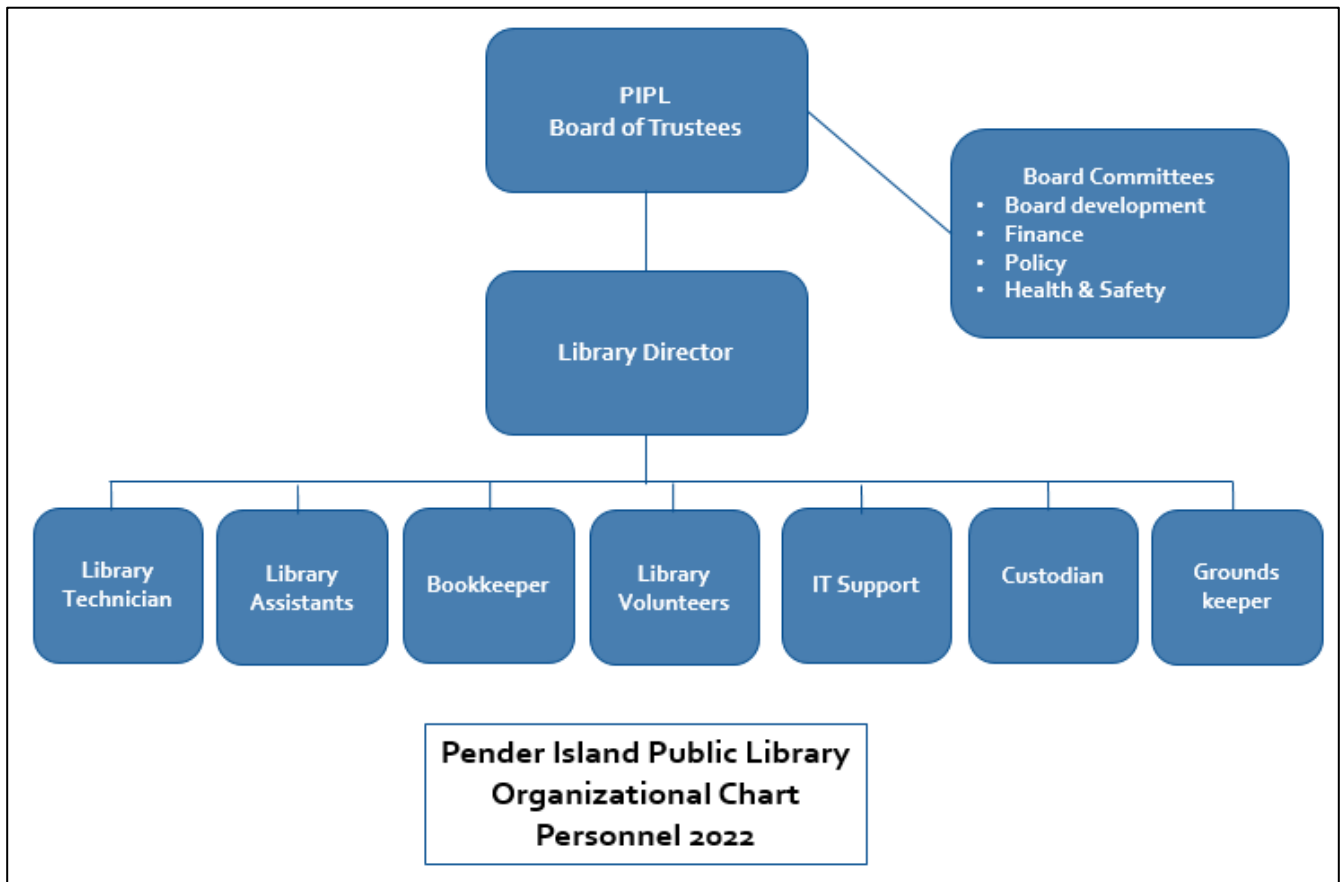 PIPL
Board of Trustees
Board Committees
• Board development
• Finance
• Policy
• Health & Safety
Library Director
Library
Technician
Library
Assistants
Bookkeeper
Library
Volunteers
IT Support
Custodian
Grounds
keeper
Pender Island Public Library
Organizational Chart
Personnel 2022